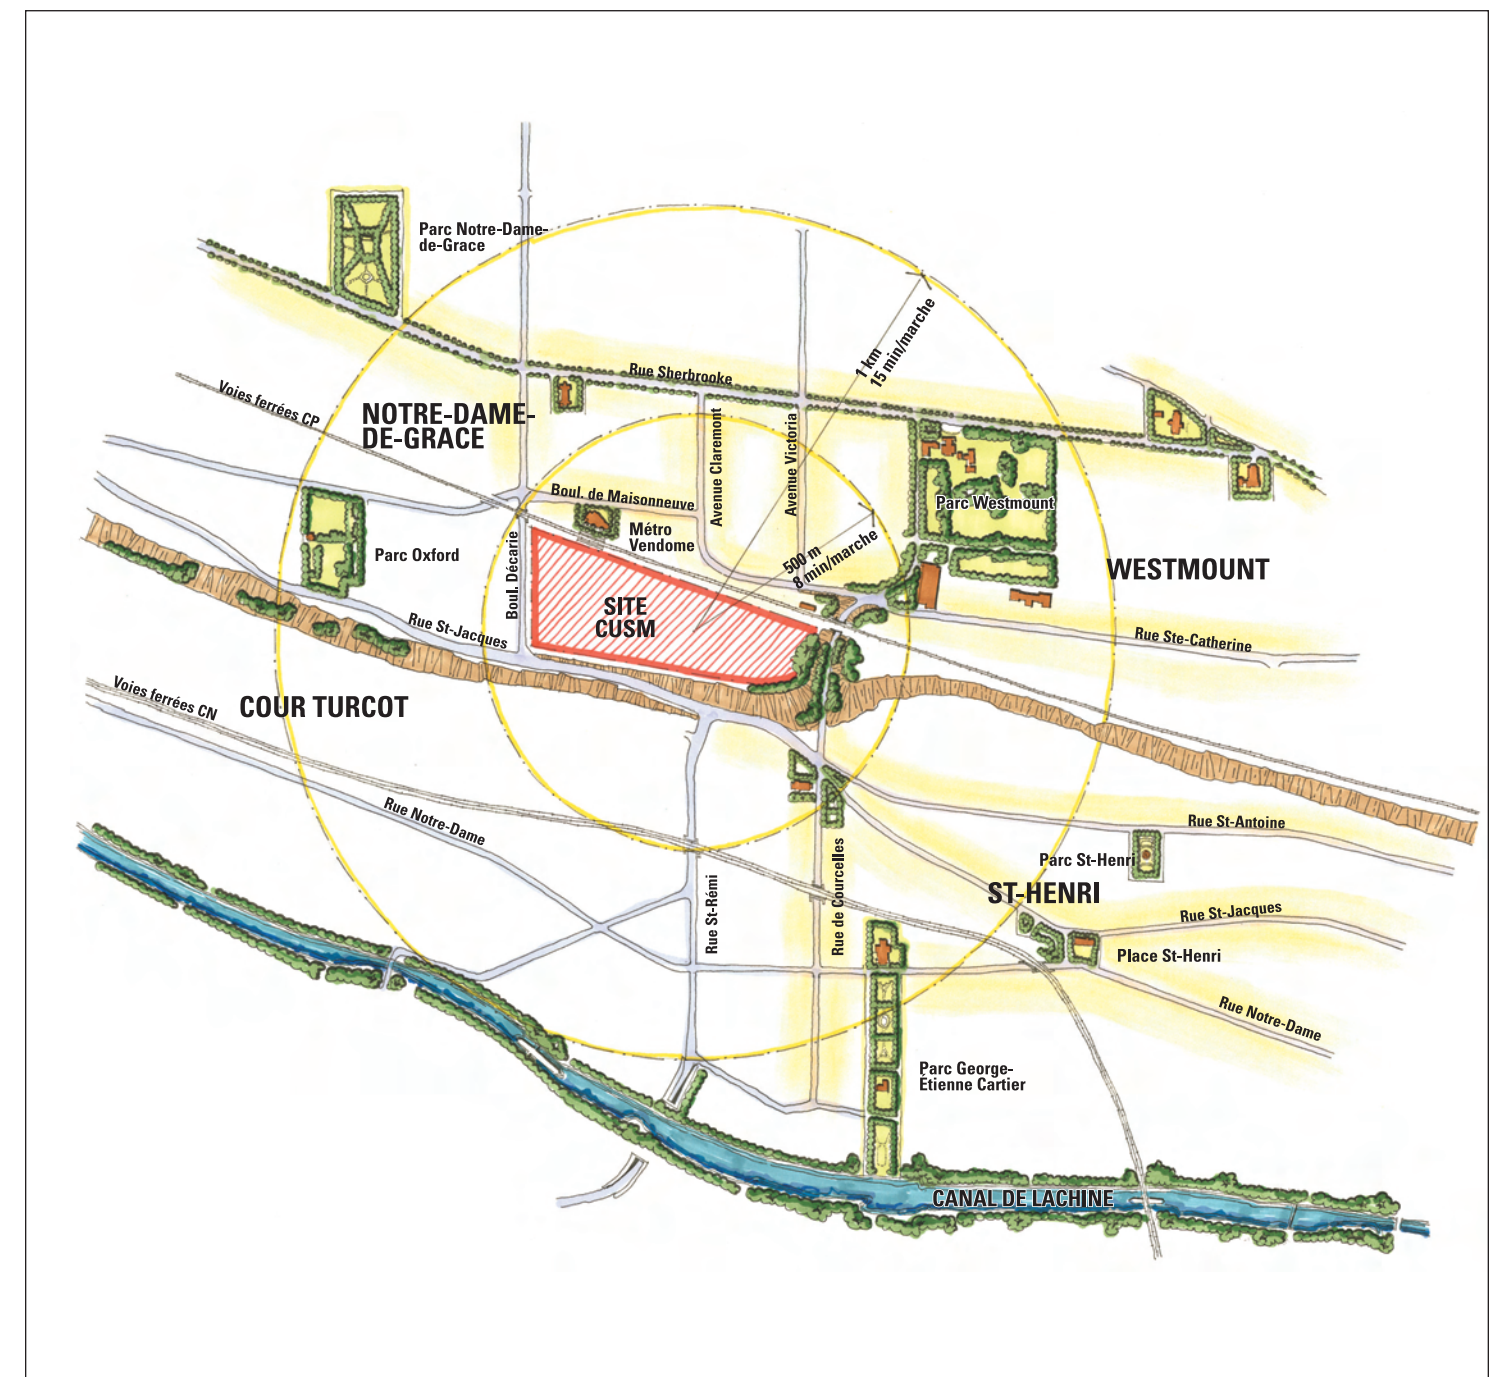 Parc Notre-Dame-
de-Grace
1 km
15 min/marche
Rue Sherbrooke
Voies ferrées CP
NOTRE-DAME-
DE-GRACE
Avenue Claremont
Avenue Victoria
Boul. de Maisonneuve
Parc Westmount
Métro
Vendome
500 m
8 min/marche
Parc Oxford
Boul. Décarie
WESTMOUNT
SITE
CUSM
Rue St-Jacques
Rue Ste-Catherine
Voies ferrées CN
COUR TURCOT
Rue Notre-Dame
Rue St-Antoine
Parc St-Henri
ST-HENRI
Rue St-Rémi
Rue de Courcelles
Rue St-Jacques
Place St-Henri
Rue Notre-Dame
Parc George-
Étienne Cartier
CANAL DE LACHINE